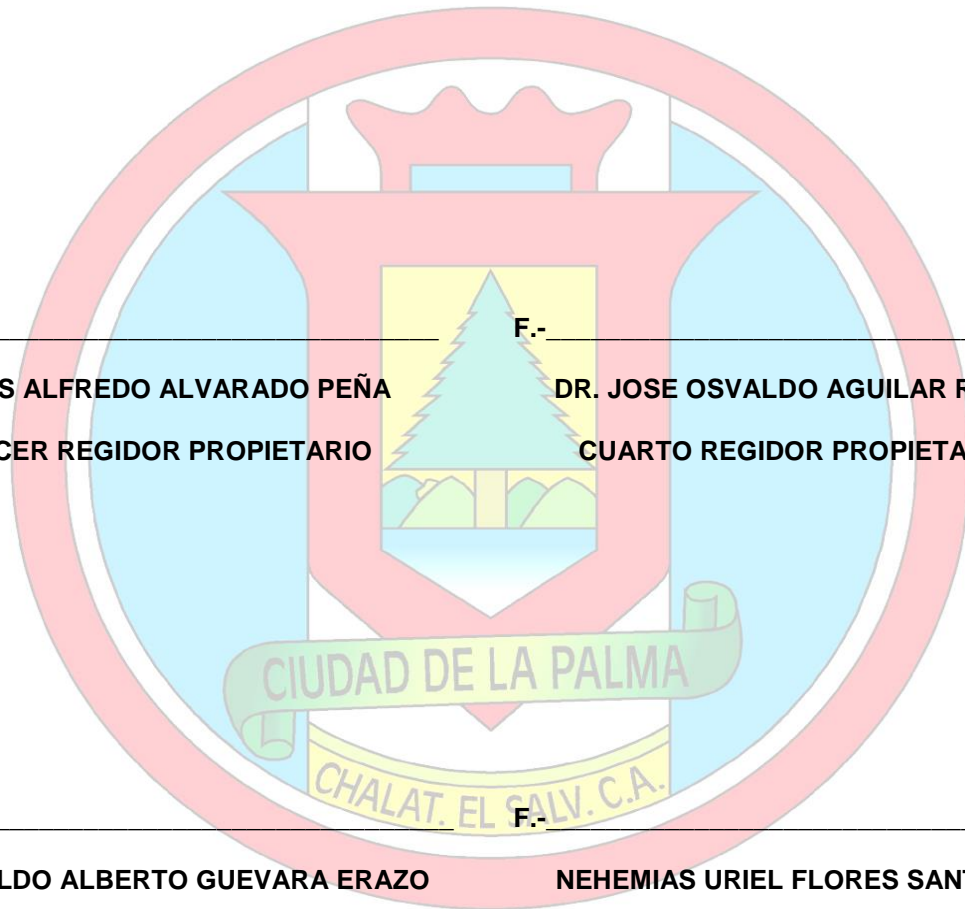 F.-
S ALFREDO ALVARADO PEÑA DR. JOSE OSVALDO AGUILAR R
CER REGIDOR PROPIETARIO CUARTO REGIDOR PROPIETA
CIUDAD DE LA PALMA
CHALAT. EL SALV. C.A.
F.-
LDO ALBERTO GUEVARA ERAZO NEHEMIAS URIEL FLORES SAN